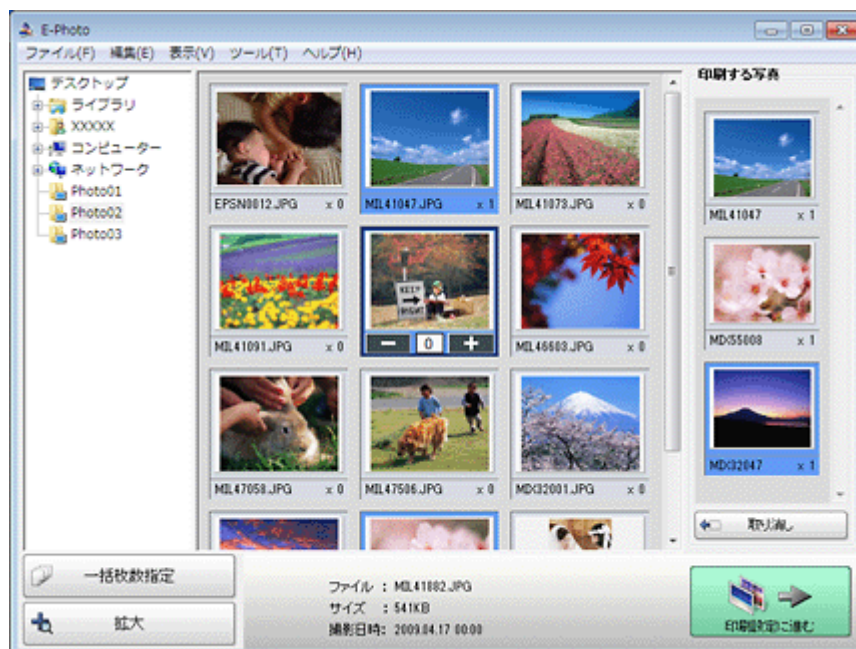 E-Photo
ファイル(F) 編集(E) 表示(V) ツール(T) ヘルプ(H)
デスクトップ
ライブラリ
XXXXX
コンピューター
ネットワーク
Photo01
Photo02
Photo03
EPSN0012.JPG x 0
MIL41047.JPG x 1
MIL41073.JPG x 0
MIL41091.JPG x 0
KEEP
RIGHT
0
MIL46603.JPG x 0
MIL47058.JPG x 0
MIL47506.JPG x 0
MDX32001.JPG x 0
印刷する写真
MIL41047 x 1
MDX55008 x 1
MDX32047 x 1
取り消し
一括枚数指定
拡大
ファイル : MIL41882.JPG
サイズ : 541KB
撮影日時: 2009.04.17 00:00
印刷設定に進む